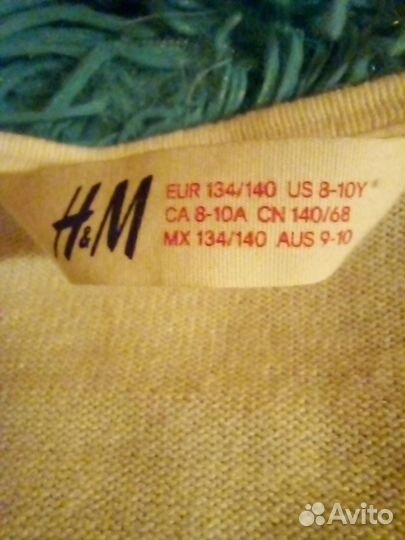 H&M
EUR 134/140 US 8-10Y*
CA 8-10A CN 140/68
MX 134/140 AUS 9-10
Avito